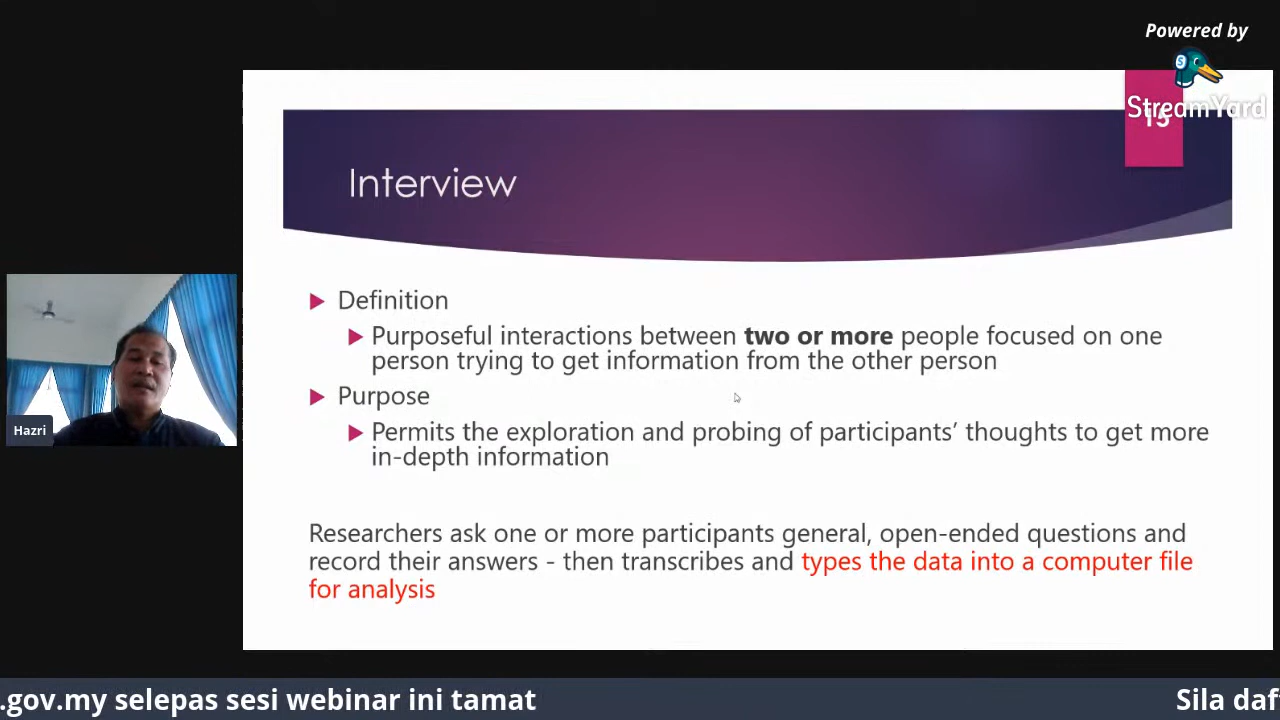 Powered by
StreamYard
15
Interview
Definition
Purposeful interactions between two or more people focused on one
person trying to get information from the other person
Purpose
Permits the exploration and probing of participants’ thoughts to get more
in-depth information
Researchers ask one or more participants general, open-ended questions and
record their answers - then transcribes and types the data into a computer file
for analysis
Hazri
.gov.my selepas sesi webinar ini tamat
Sila daf